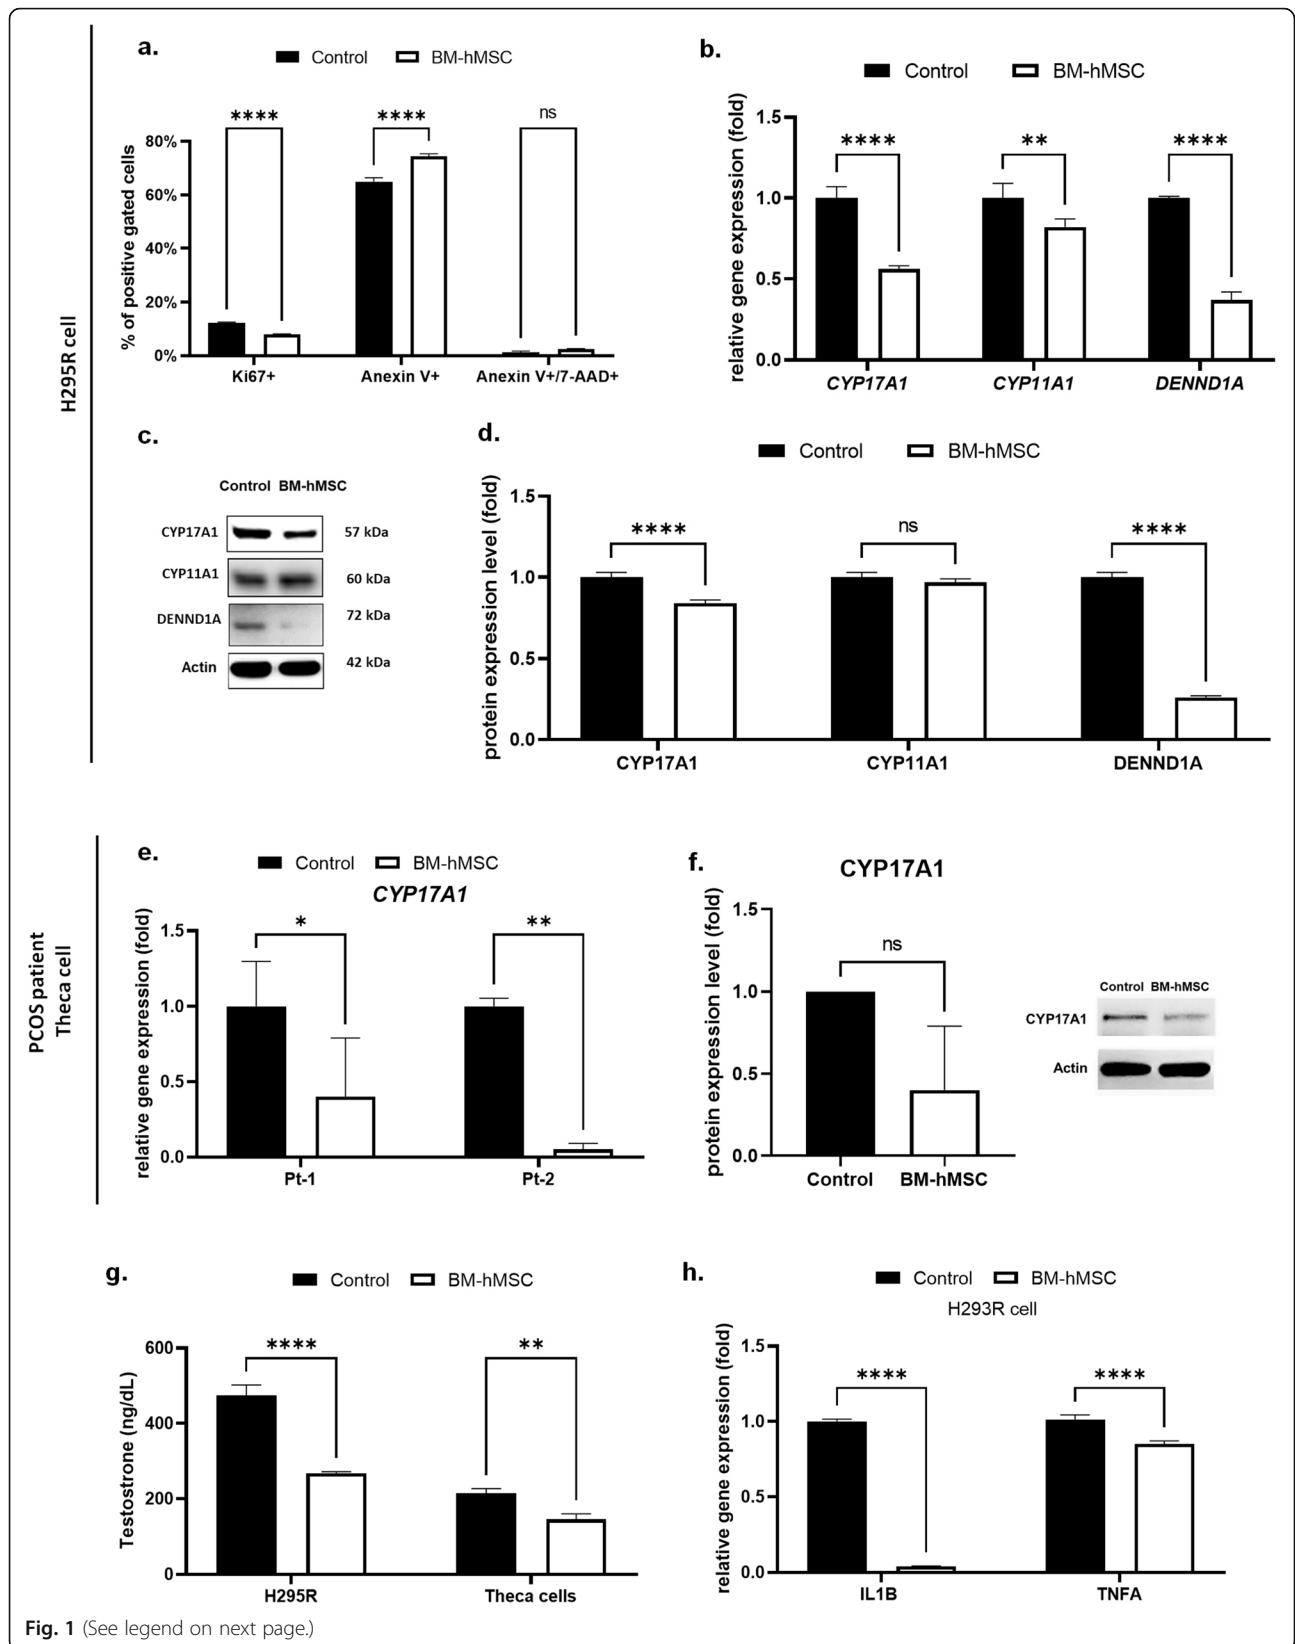 H295R cell
a.
Control BM-hMSC
**** **** ns
% of positive gated cells
80%
60%
40%
20%
0%
Ki67+ Anexin V+ Anexin V+/7-AAD+
b.
Control BM-hMSC
**** ** ****
relative gene expression (fold)
1.5
1.0
0.5
0.0
CYP17A1 CYP11A1 DENND1A
c.
Control BM-hMSC
CYP17A1 57 kDa
CYP11A1 60 kDa
DENND1A 72 kDa
Actin 42 kDa
d.
Control BM-hMSC
**** ns ****
protein expression level (fold)
1.5
1.0
0.5
0.0
CYP17A1 CYP11A1 DENND1A
PCOS patient
Theca cell
e.
Control BM-hMSC
CYP17A1
* **
relative gene expression (fold)
1.5
1.0
0.5
0.0
Pt-1 Pt-2
f.
CYP17A1
ns
protein expression level (fold)
1.5
1.0
0.5
0.0
Control BM-hMSC
Control BM-hMSC
CYP17A1
Actin
g.
Control BM-hMSC
**** **
Testostrone (ng/dL)
600
400
200
0
H295R Theca cells
h.
Control BM-hMSC
H293R cell
**** ****
relative gene expression (fold)
1.5
1.0
0.5
0.0
IL1B TNFA
Fig. 1 (See legend on next page.)